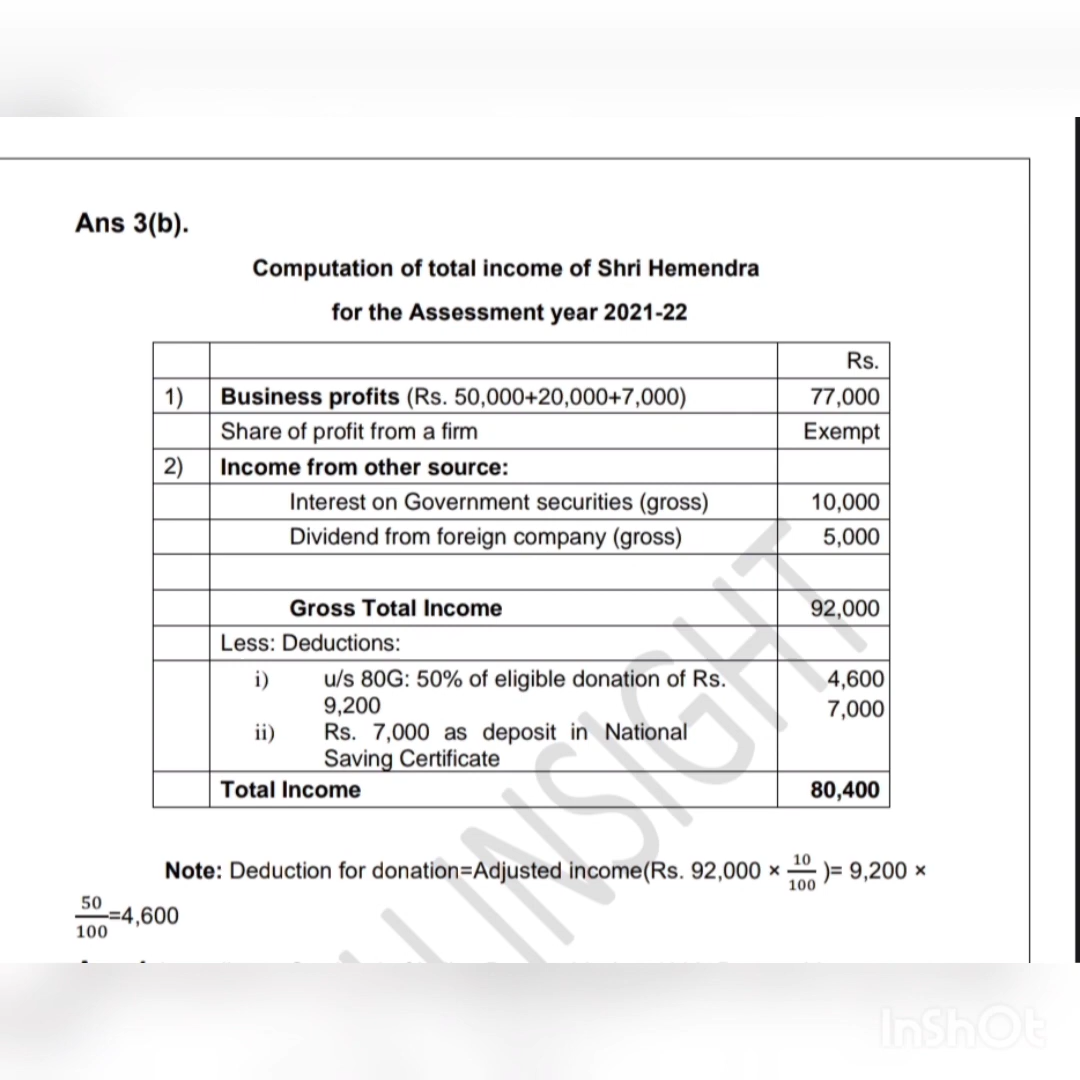 Ans 3(b).
Computation of total income of Shri Hemendra
for the Assessment year 2021-22
Rs.
1) Business profits (Rs. 50,000+20,000+7,000) 77,000
Share of profit from a firm Exempt
2) Income from other source:
Interest on Government securities (gross) 10,000
Dividend from foreign company (gross) 5,000
Gross Total Income 92,000
Less: Deductions:
i) u/s 80G: 50% of eligible donation of Rs. 4,600
9,200 7,000
ii) Rs. 7,000 as deposit in National
Saving Certificate
Total Income 80,400
Note: Deduction for donation=Adjusted income(Rs. 92,000 × 10/100 )= 9,200 ×
50/100 =4,600
INSIGHT
InShOt